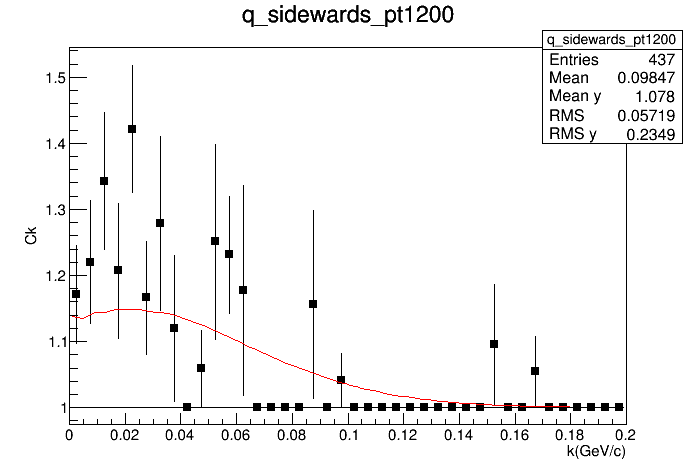 q_sidewards_pt1200
q_sidewards_pt1200
Entries 437
Mean 0.09847
Mean y 1.078
RMS 0.05719
RMS y 0.2349
Ck
1.5
1.4
1.3
1.2
1.1
1
0 0.02 0.04 0.06 0.08 0.1 0.12 0.14 0.16 0.18 0.2
k(GeV/c)